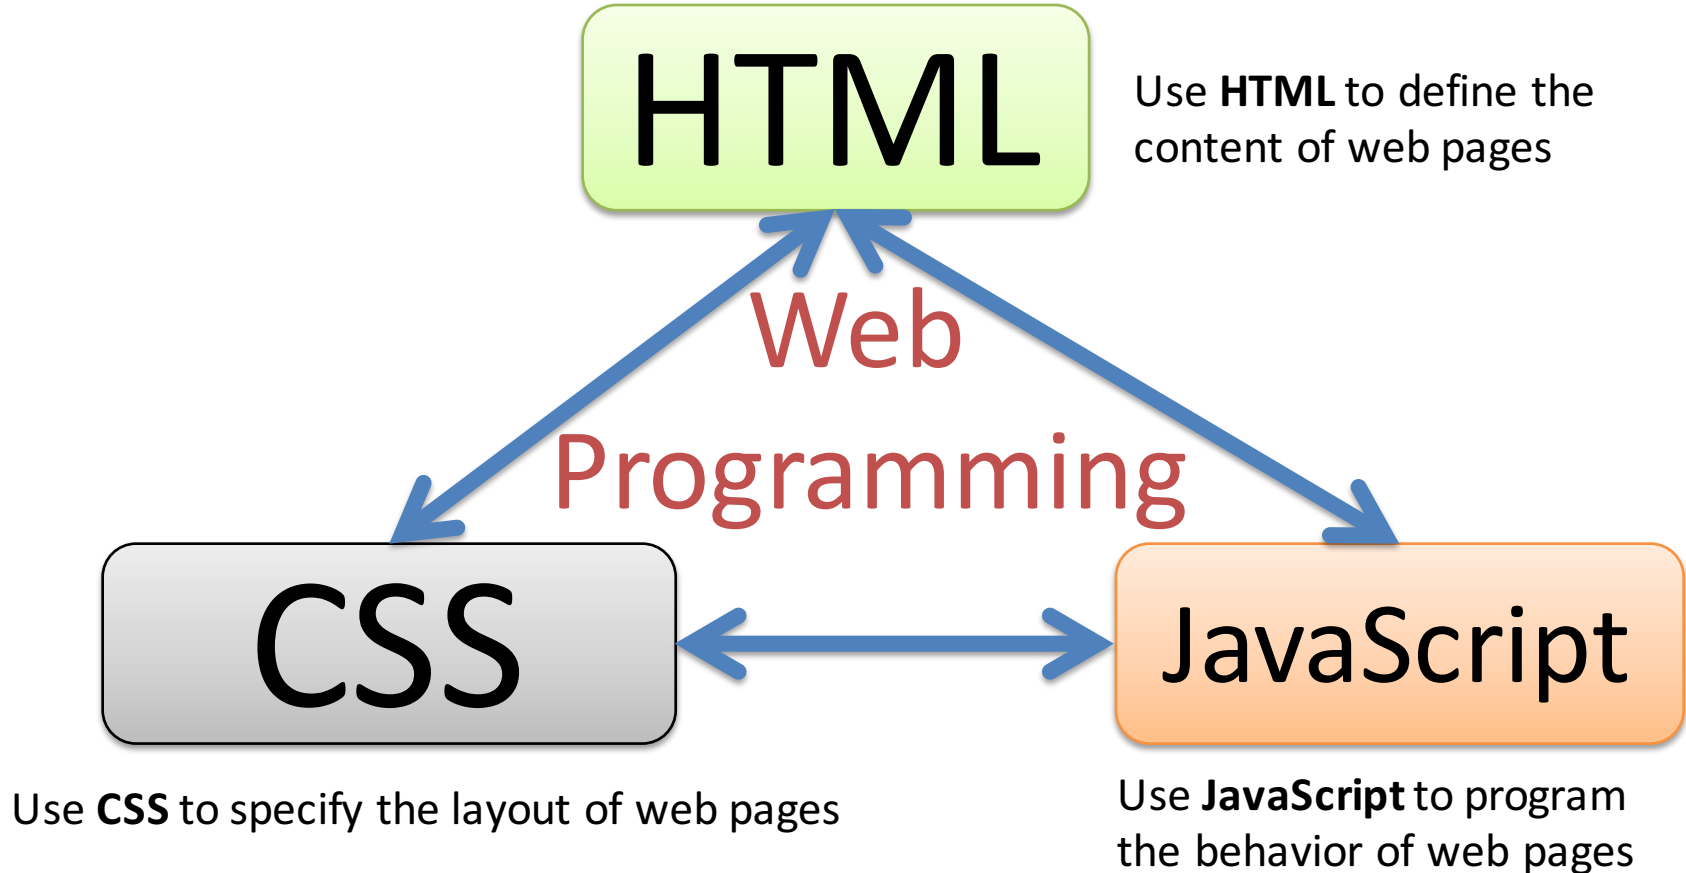 HTML
Use HTML to define the
content of web pages
Web
Programming
CSS
JavaScript
Use CSS to specify the layout of web pages
Use JavaScript to program
the behavior of web pages